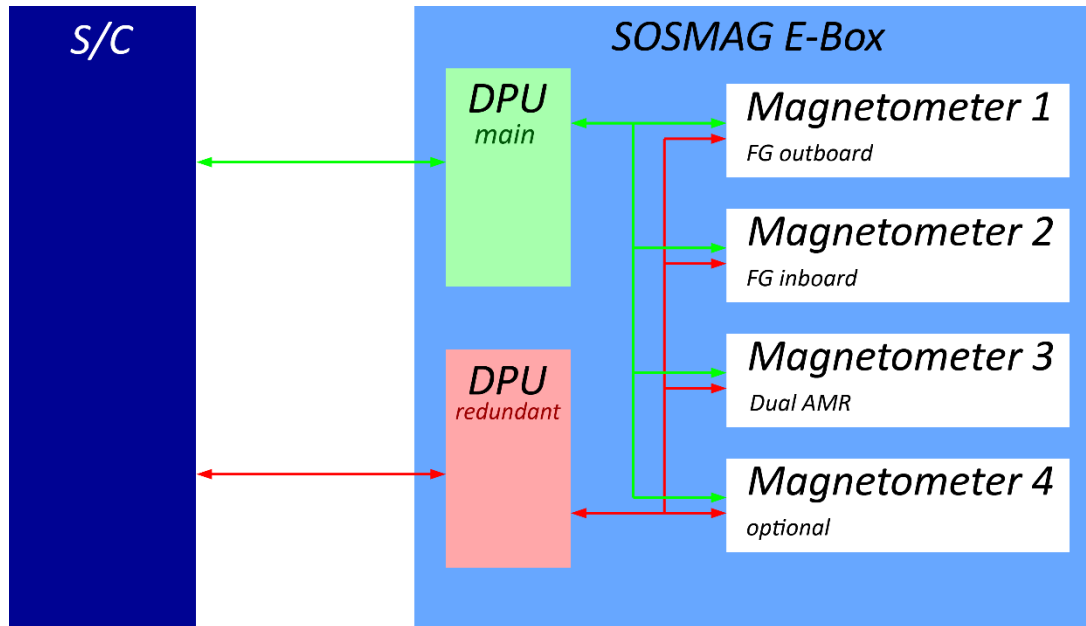 S/C
SOSMAG E-Box
DPU
main
DPU
redundant
Magnetometer 1
FG outboard
Magnetometer 2
FG inboard
Magnetometer 3
Dual AMR
Magnetometer 4
optional